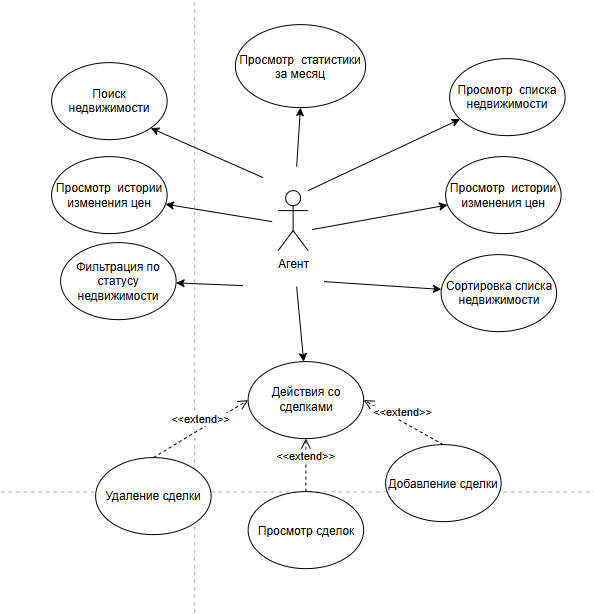 Просмотр статистики
за месяц
Поиск
недвижимости
Просмотр списка
недвижимости
Просмотр истории
изменения цен
Просмотр истории
изменения цен
Агент
Фильтрация по
статусу
недвижимости
Сортировка списка
недвижимости
Действия со
сделками
<<extend>>
<<extend>>
<<extend>>
Удаление сделки
Просмотр сделок
Добавление сделки